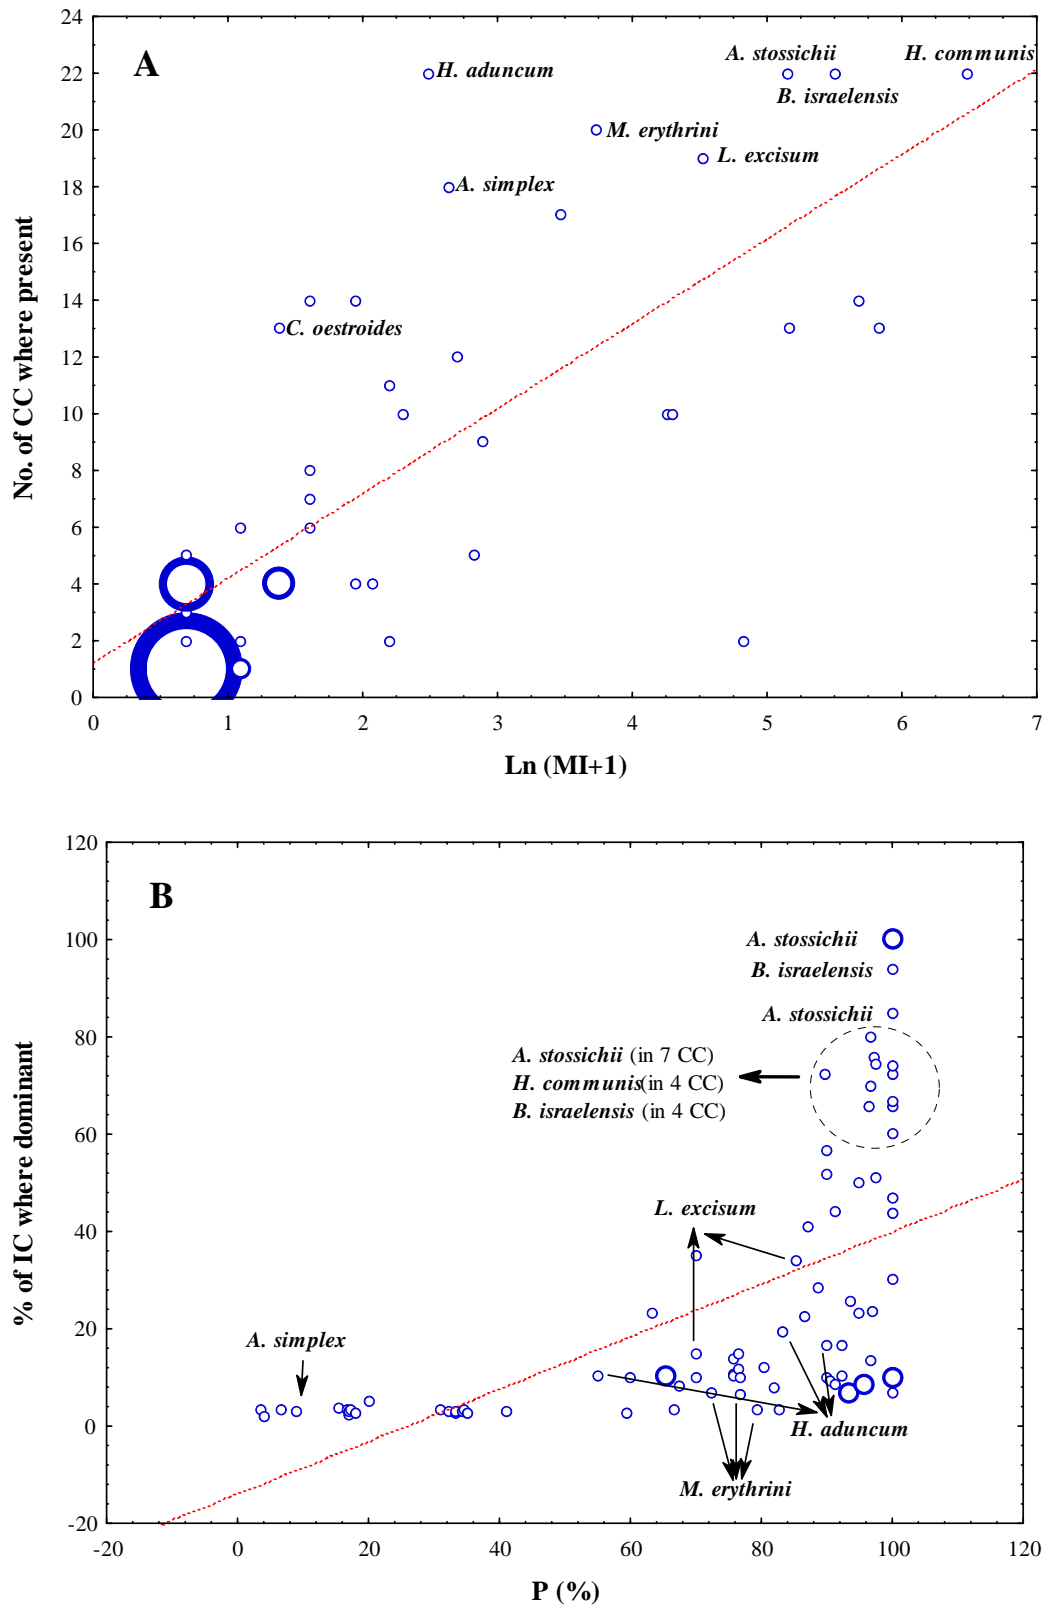 24
A
A. stossichii
H. communis
H. aduncum
22
B. israelensis
20
M. erythrini
L. excisum
18
A. simplex
16
14
C. oestroides
12
10
8
6
4
2
0
No. of CC where present
0 1 2 3 4 5 6 7
Ln (MI+1)
120
B
100
A. stossichii
B. israelensis
A. stossichii
80
A. stossichii (in 7 CC)
H. communis(in 4 CC)
B. israelensis (in 4 CC)
60
L. excisum
40
20
A. simplex
0
H. aduncum
M. erythrini
-20
% of IC where dominant
-20 0 20 40 60 80 100 120
P (%)